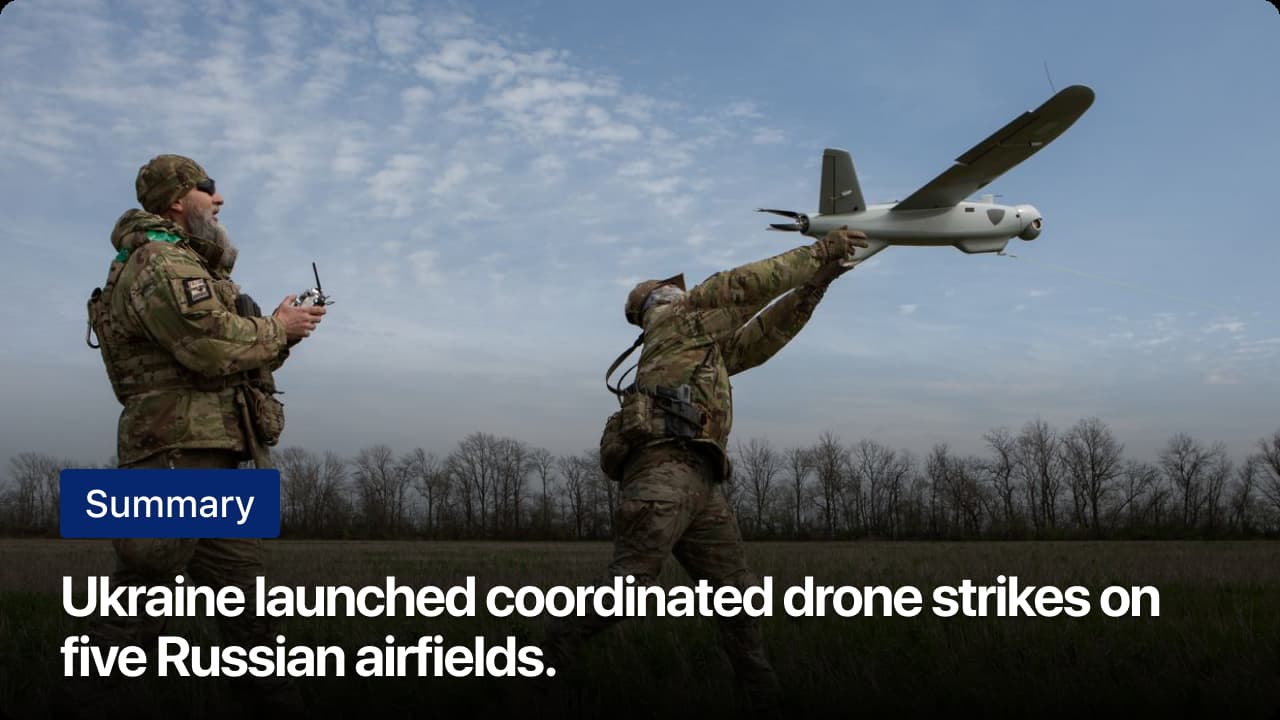 Summary
Ukraine launched coordinated drone strikes on
five Russian airfields.